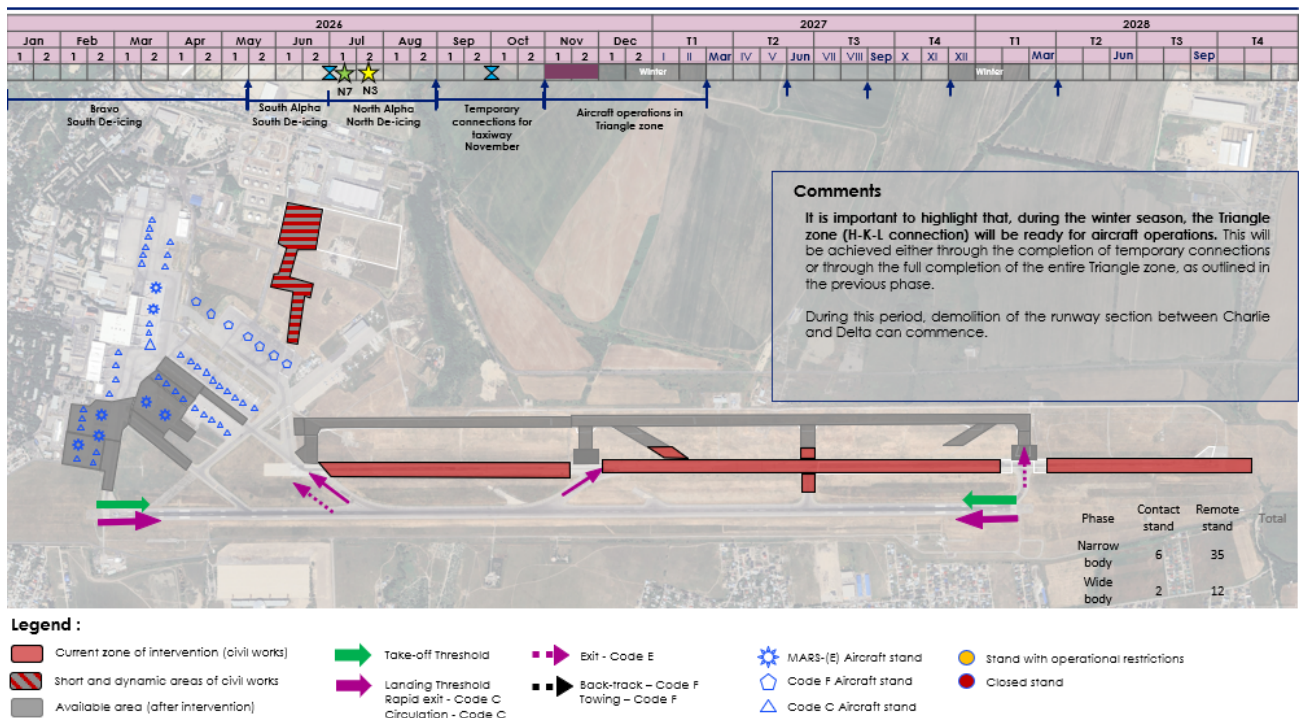 2026 2027 2028
Jan Feb Mar Apr May Jun Jul Aug Sep Oct Nov Dec T1 T2 T3 T4 T1 T2 T3 T4
1 2 1 2 1 2 1 2 1 2 1 2 1 2 1 2 1 2 1 2 1 2 1 2 I II Mar IV V Jun VII VIII Sep X XI XII Mar Jun Sep
Winter Winter
N7 N3
Bravo
South De-icing
South Alpha
South De-icing
North Alpha
North De-icing
Temporary
connections for
taxiway
November
Aircraft operations in
Triangle zone
Comments
It is important to highlight that, during the winter season, the Triangle
zone (H-K-L connection) will be ready for aircraft operations. This will
be achieved either through the completion of temporary connections
or through the full completion of the entire Triangle zone, as outlined in
the previous phase.
During this period, demolition of the runway section between Charlie
and Delta can commence.
Phase Contact stand Remote stand Total
Narrow body 6 35
Wide body 2 12
Legend :
Current zone of intervention (civil works)
Short and dynamic areas of civil works
Available area (after intervention)
Take-off Threshold
Landing Threshold
Rapid exit - Code C
Circulation - Code C
Exit - Code E
Back-track – Code F
Towing – Code F
MARS-(E) Aircraft stand
Code F Aircraft stand
Code C Aircraft stand
Stand with operational restrictions
Closed stand